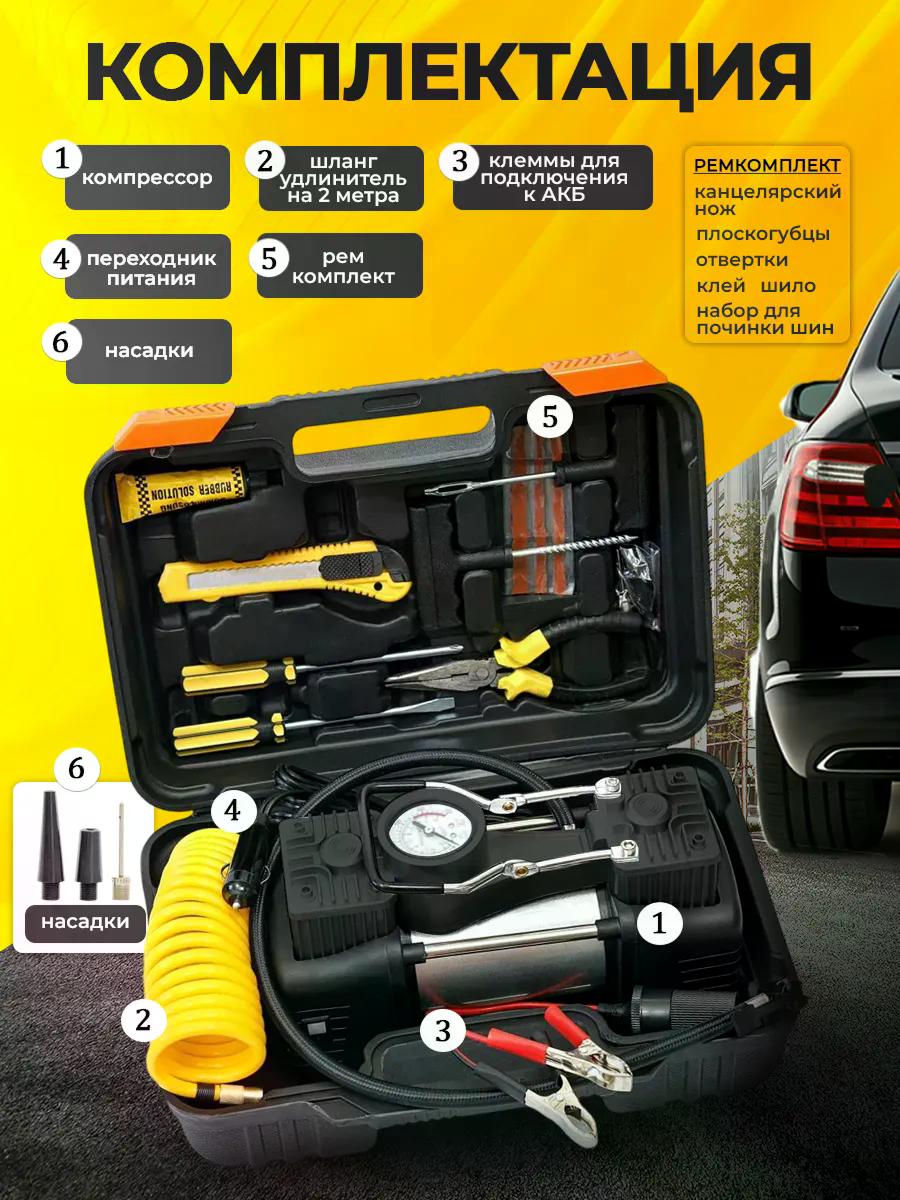 КОМПЛЕКТАЦИЯ
1
компрессор
2
шланг
удлинитель
на 2 метра
3
клеммы для
подключения
к АКБ
4
переходник
питания
5
рем
комплект
6
насадки
РЕМКОМПЛЕКТ
канцелярский
нож
плоскогубцы
отвертки
клей шило
набор для
починки шин
5
RUBBER SOLUTION
6
насадки
4
1
2
3